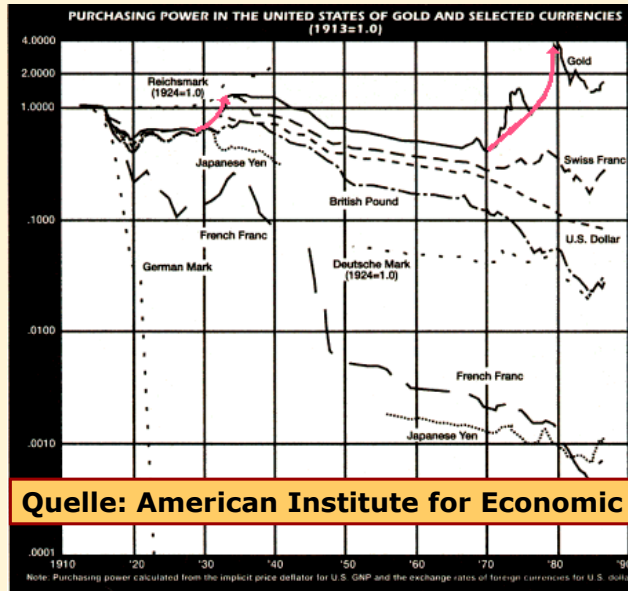 PURCHASING POWER IN THE UNITED STATES OF GOLD AND SELECTED CURRENCIES
(1913=1.0)
4.0000
2.0000
1.0000
.1000
.0100
.0010
.0001
Gold
Reichsmark
(1924=1.0)
Japanese Yen
Swiss Franc
British Pound
U.S. Dollar
French Franc
German Mark
Deutsche Mark
(1924=1.0)
French Franc
Japanese Yen
Quelle: American Institute for Economic
1910 '20 '30 '40 '50 '60 '70 '80 '90
Note: Purchasing power calculated from the implicit price deflator for U.S. GNP and the exchange rates of foreign currencies for U.S.